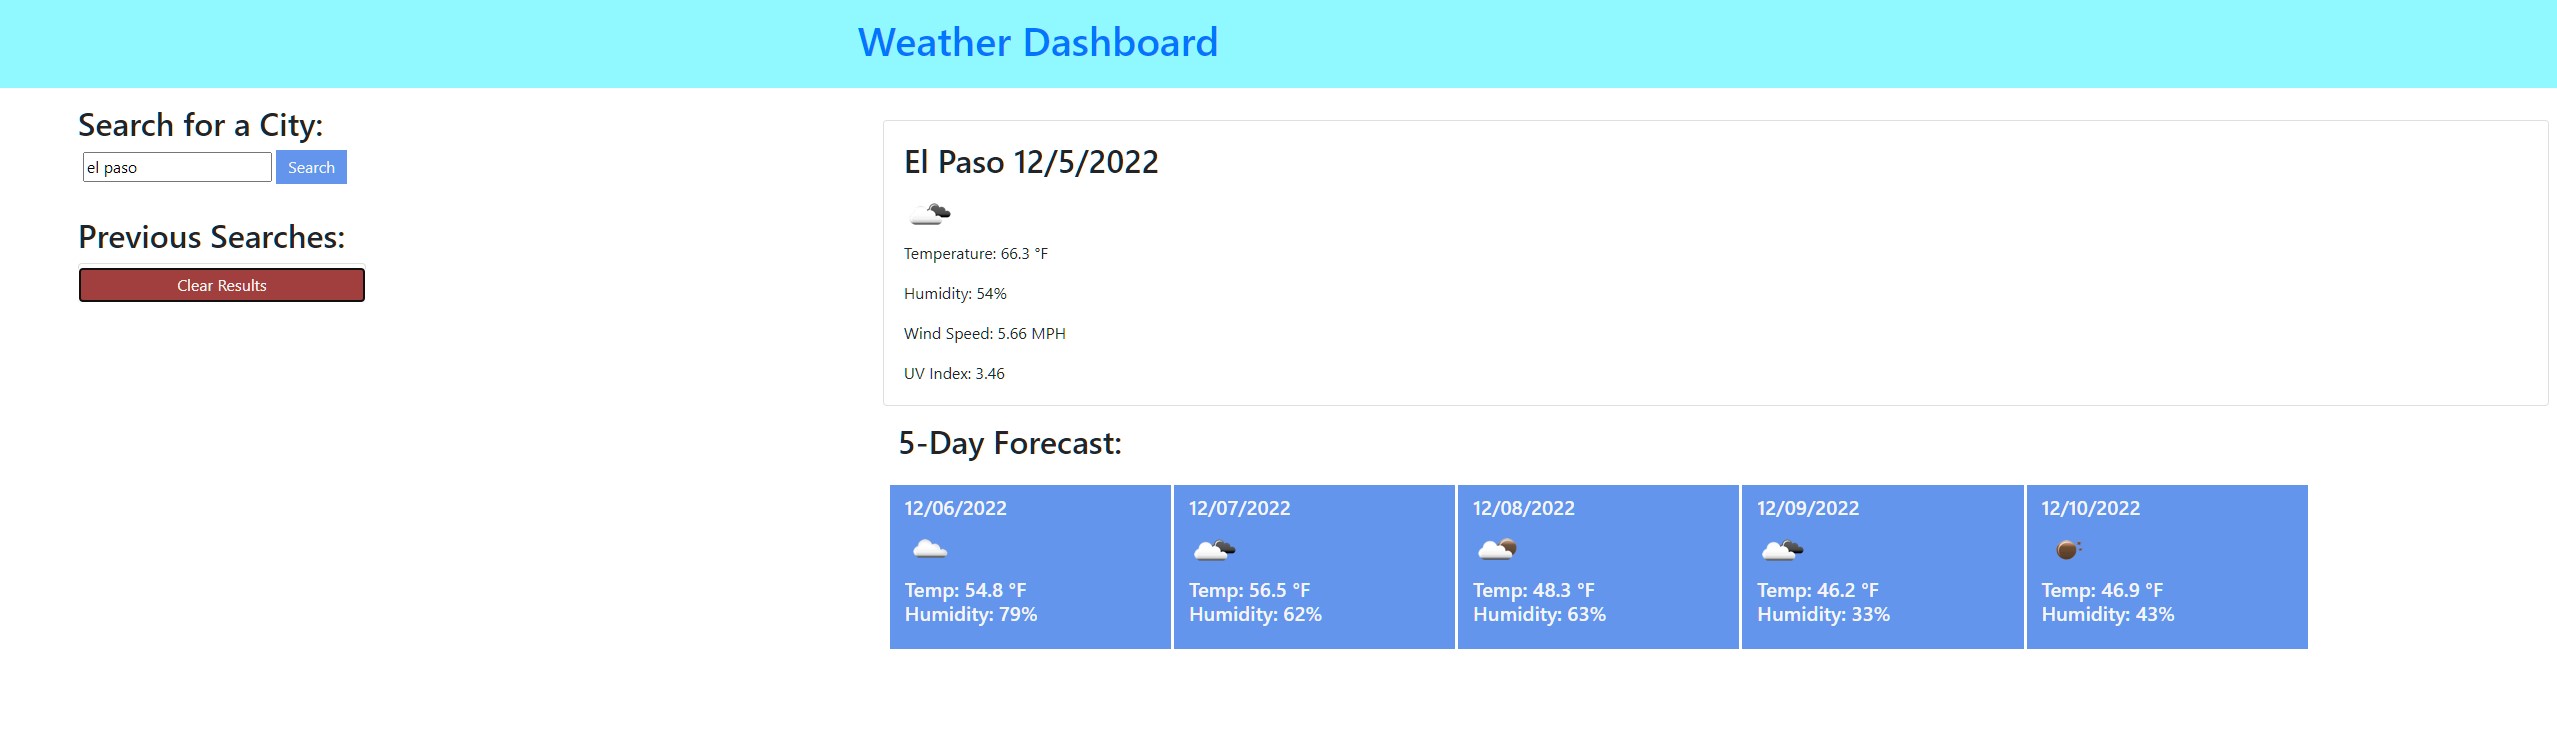 Weather Dashboard
Search for a City:
el paso
Search
Previous Searches:
Clear Results
El Paso 12/5/2022
Temperature: 66.3 °F
Humidity: 54%
Wind Speed: 5.66 MPH
UV Index: 3.46
5-Day Forecast:
12/06/2022
Temp: 54.8 °F
Humidity: 79%
12/07/2022
Temp: 56.5 °F
Humidity: 62%
12/08/2022
Temp: 48.3 °F
Humidity: 63%
12/09/2022
Temp: 46.2 °F
Humidity: 33%
12/10/2022
Temp: 46.9 °F
Humidity: 43%